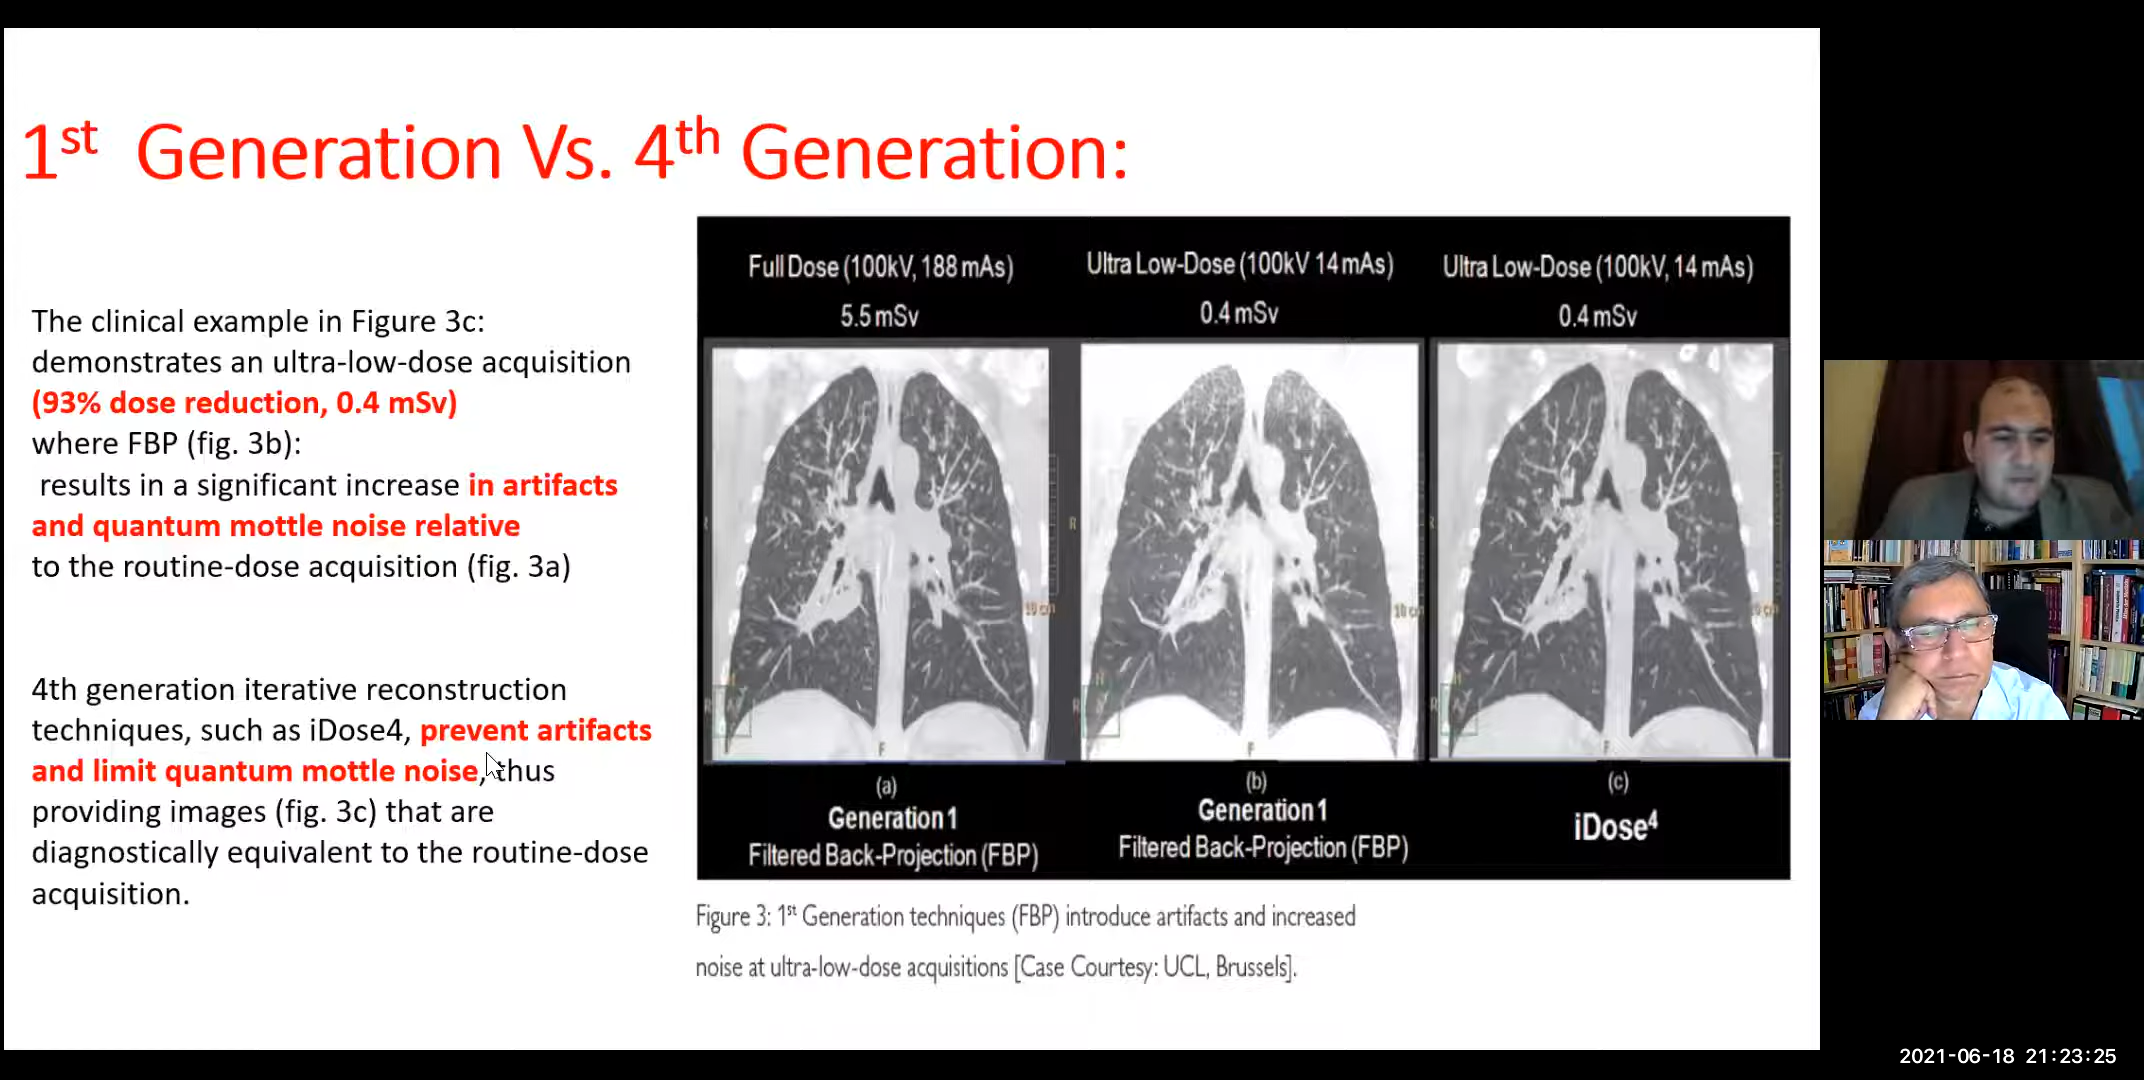 1st Generation Vs. 4th Generation:
The clinical example in Figure 3c:
demonstrates an ultra-low-dose acquisition
(93% dose reduction, 0.4 mSv)
where FBP (fig. 3b):
results in a significant increase in artifacts
and quantum mottle noise relative
to the routine-dose acquisition (fig. 3a)
4th generation iterative reconstruction
techniques, such as iDose4, prevent artifacts
and limit quantum mottle noise, thus
providing images (fig. 3c) that are
diagnostically equivalent to the routine-dose
acquisition.
Full Dose (100kV, 188 mAs)
5.5 mSv
Ultra Low-Dose (100kV 14mAs)
0.4 mSv
Ultra Low-Dose (100kV, 14 mAs)
0.4 mSv
R
10 cm
F
R
10 cm
F
R
(a)
Generation 1
Filtered Back-Projection (FBP)
(b)
Generation 1
Filtered Back-Projection (FBP)
(c)
iDose4
Figure 3: 1st Generation techniques (FBP) introduce artifacts and increased
noise at ultra-low-dose acquisitions [Case Courtesy: UCL, Brussels].
2021-06-18 21:23:25